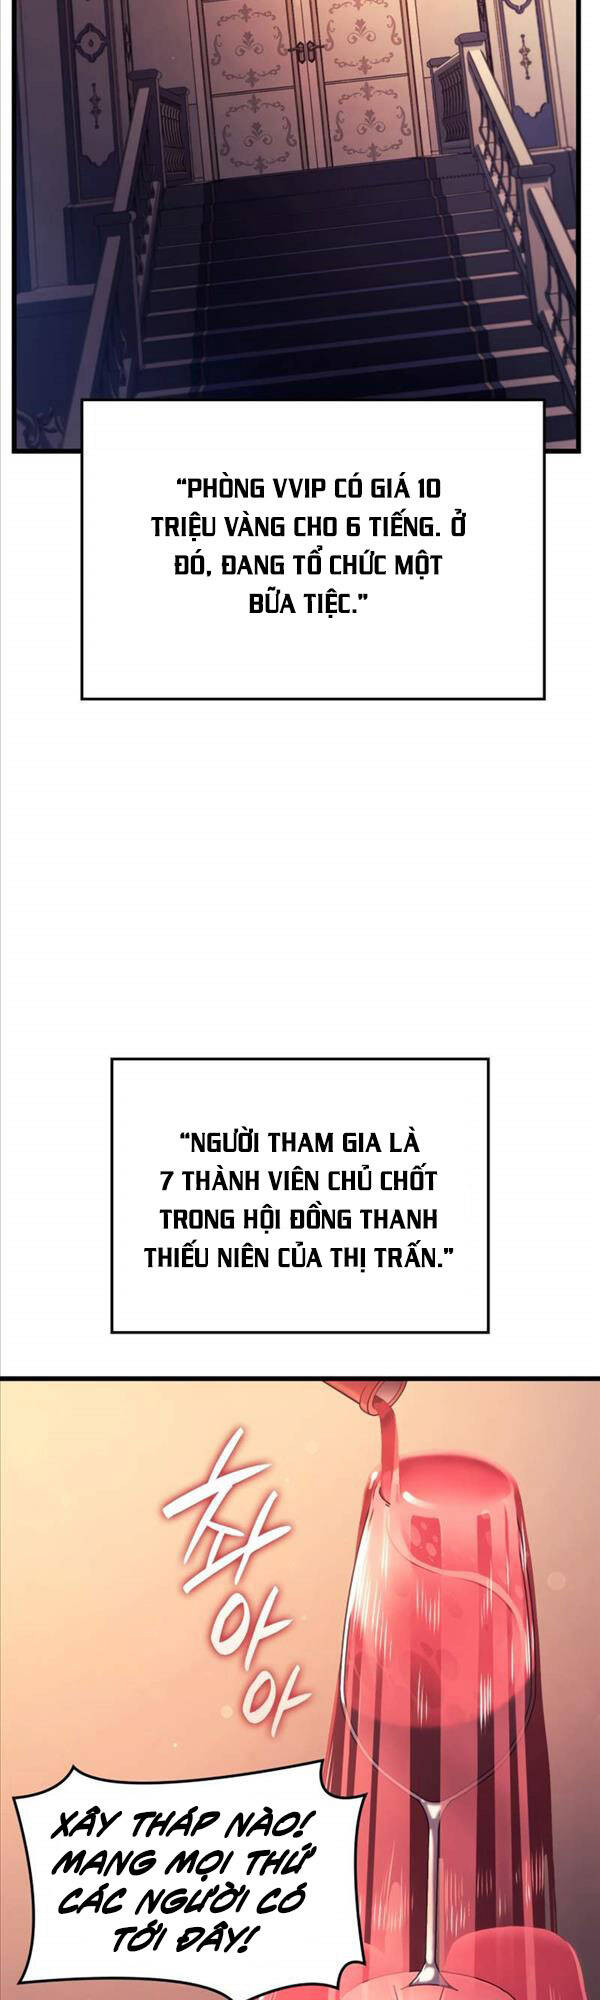 “PHÒNG VVIP CÓ GIÁ 10
TRIỆU VÀNG CHO 6 TIẾNG. Ở
ĐÓ, ĐANG TỔ CHỨC MỘT
BỮA TIỆC.”
“NGƯỜI THAM GIA LÀ
7 THÀNH VIÊN CHỦ CHỐT
TRONG HỘI ĐỒNG THANH
THIẾU NIÊN CỦA THỊ TRẤN.”
촤
아
아
XÂY THÁP NÀO!
MANG MỌI THỨ
CÁC NGƯỜI CÓ
TỚI ĐÂY!